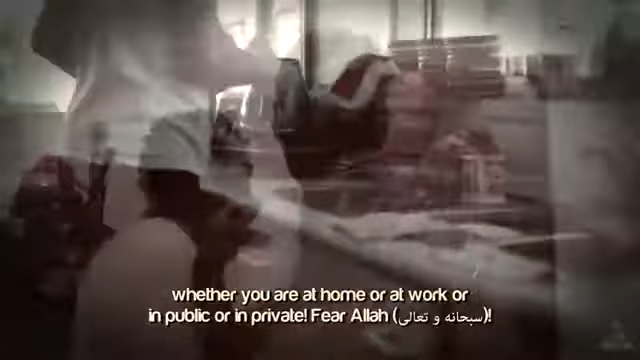 whether you are at home or at work or
in public or in private! Fear Allah (سبحانه و تعالى)!